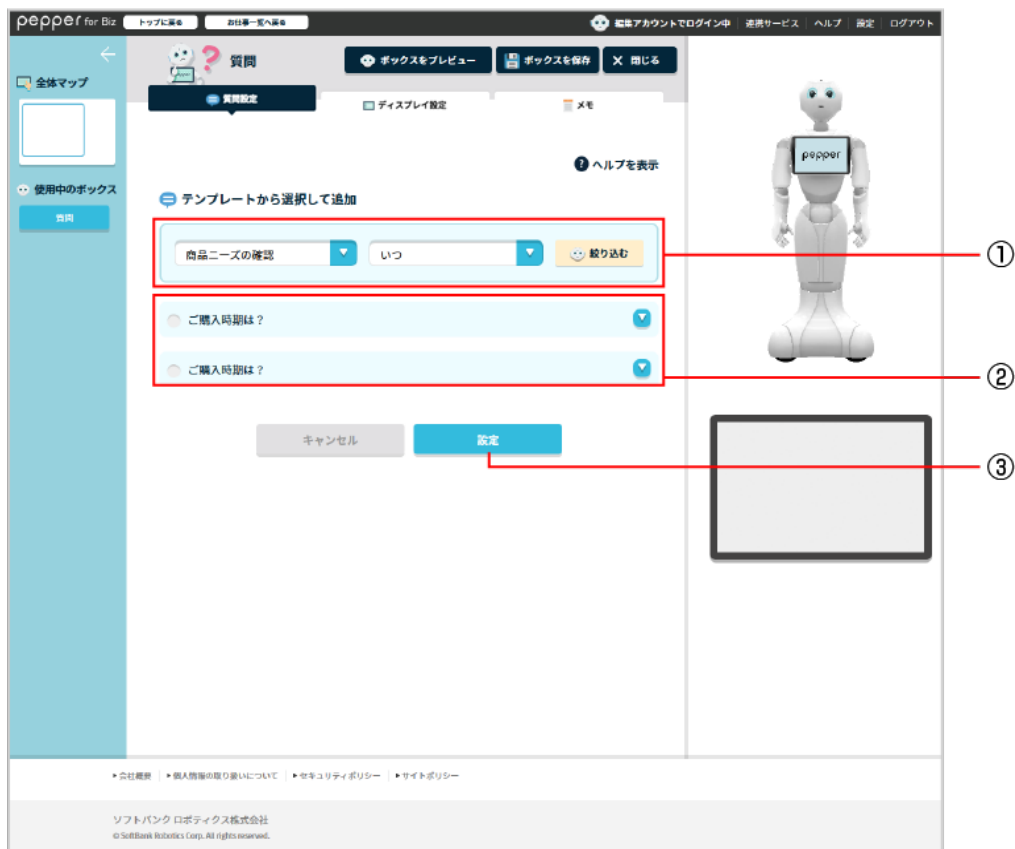 pepper for Biz トップに戻る お仕事一覧へ戻る 編集アカウントでログイン中 連携サービス ヘルプ 設定 ログアウト
質問 ボックスをプレビュー ボックスを保存 X 閉じる
全体マップ
質問設定 ディスプレイ設定 メモ
pepper
? ヘルプを表示
使用中のボックス
質問
テンプレートから選択して追加
商品ニーズの確認 いつ 絞り込む ①
ご購入時期は？
ご購入時期は？ ②
キャンセル 設定
③
▶会社概要 ▶個人情報の取り扱いについて ▶セキュリティポリシー ▶サイトポリシー
ソフトバンク ロボティクス株式会社
© SoftBank Robotics Corp. All rights reserved.